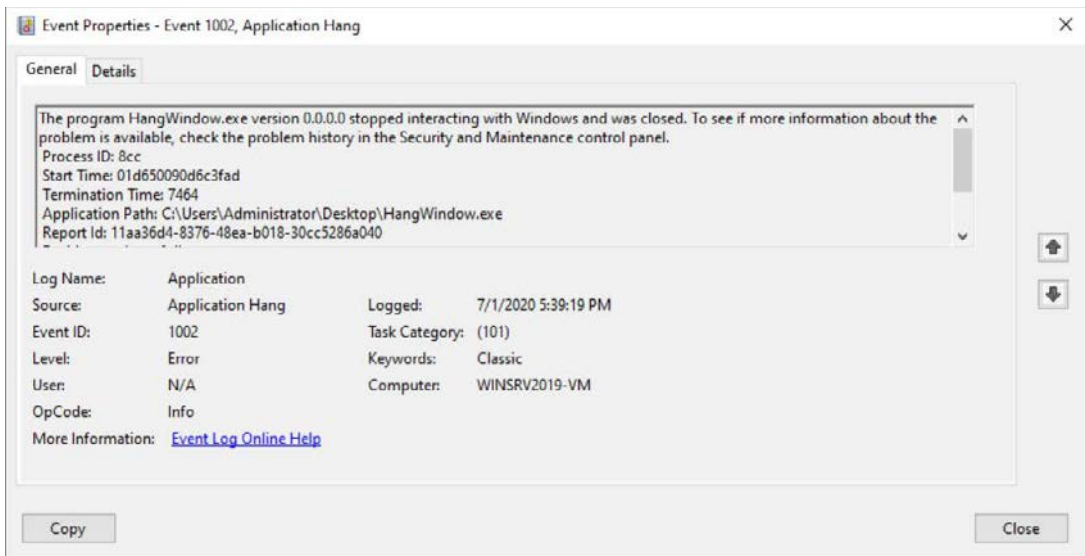 Event Properties - Event 1002, Application Hang
General Details
The program HangWindow.exe version 0.0.0.0 stopped interacting with Windows and was closed. To see if more information about the
problem is available, check the problem history in the Security and Maintenance control panel.
Process ID: 8cc
Start Time: 01d650090d6c3fad
Termination Time: 7464
Application Path: C:\Users\Administrator\Desktop\HangWindow.exe
Report Id: 11aa36d4-8376-48ea-b018-30cc5286a040
Log Name: Application
Source: Application Hang Logged: 7/1/2020 5:39:19 PM
Event ID: 1002 Task Category: (101)
Level: Error Keywords: Classic
User: N/A Computer: WINSRV2019-VM
OpCode: Info
More Information: Event Log Online Help
Copy Close